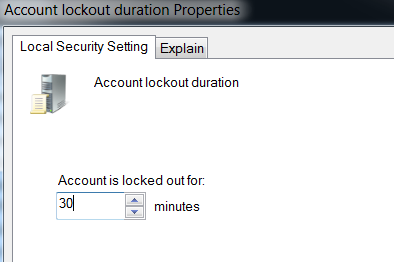 Account lockout duration Properties
Local Security Setting
Explain
Account lockout duration
Account is locked out for:
30
minutes